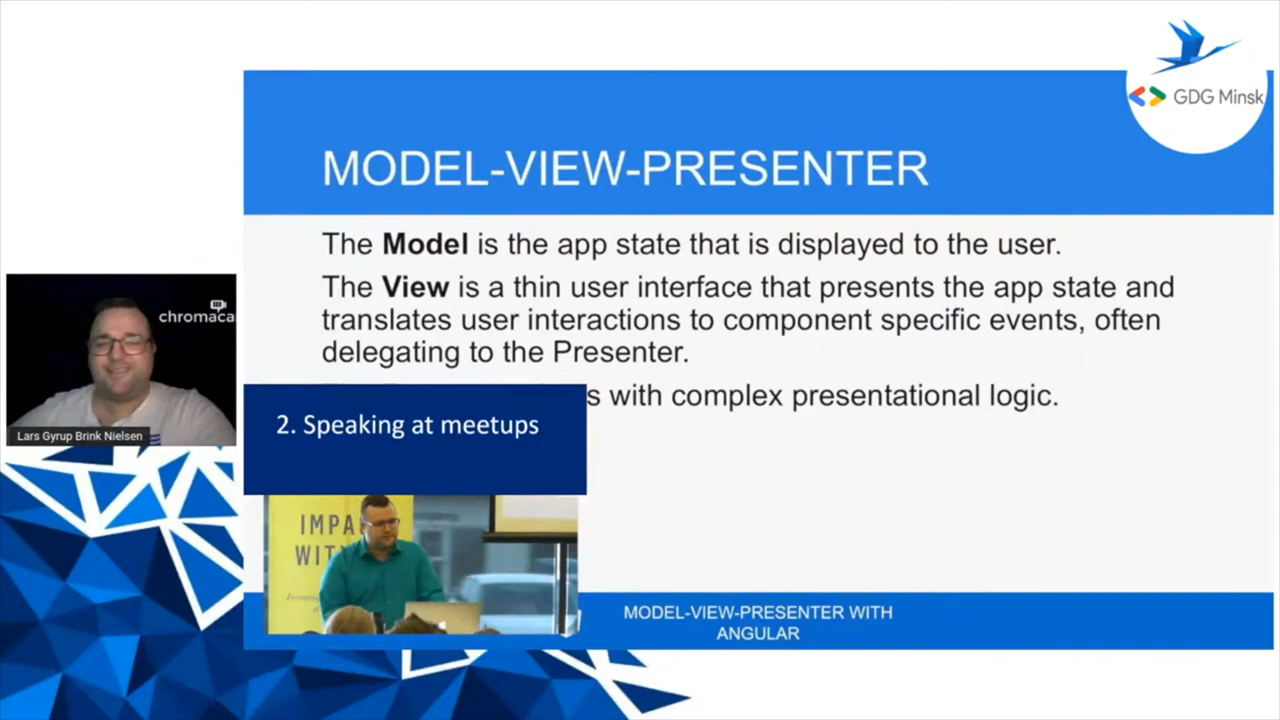 GDG Minsk
MODEL-VIEW-PRESENTER
The Model is the app state that is displayed to the user.
The View is a thin user interface that presents the app state and
translates user interactions to component specific events, often
delegating to the Presenter.
s with complex presentational logic.
chromaca
Lars Gyrup Brink Nielsen
2. Speaking at meetups
IMPA
WIT
MODEL-VIEW-PRESENTER WITH
ANGULAR